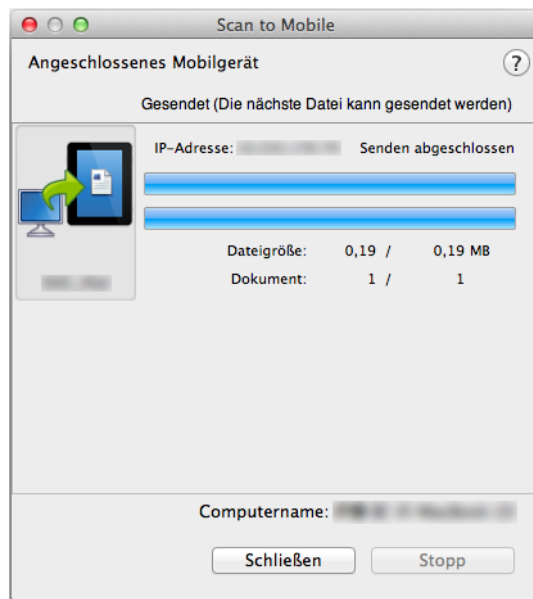 Scan to Mobile
Angeschlossenes Mobilgerät
?
Gesendet (Die nächste Datei kann gesendet werden)
IP-Adresse: Senden abgeschlossen
Dateigröße: 0,19 / 0,19 MB
Dokument: 1 / 1
Computername:
Schließen Stopp